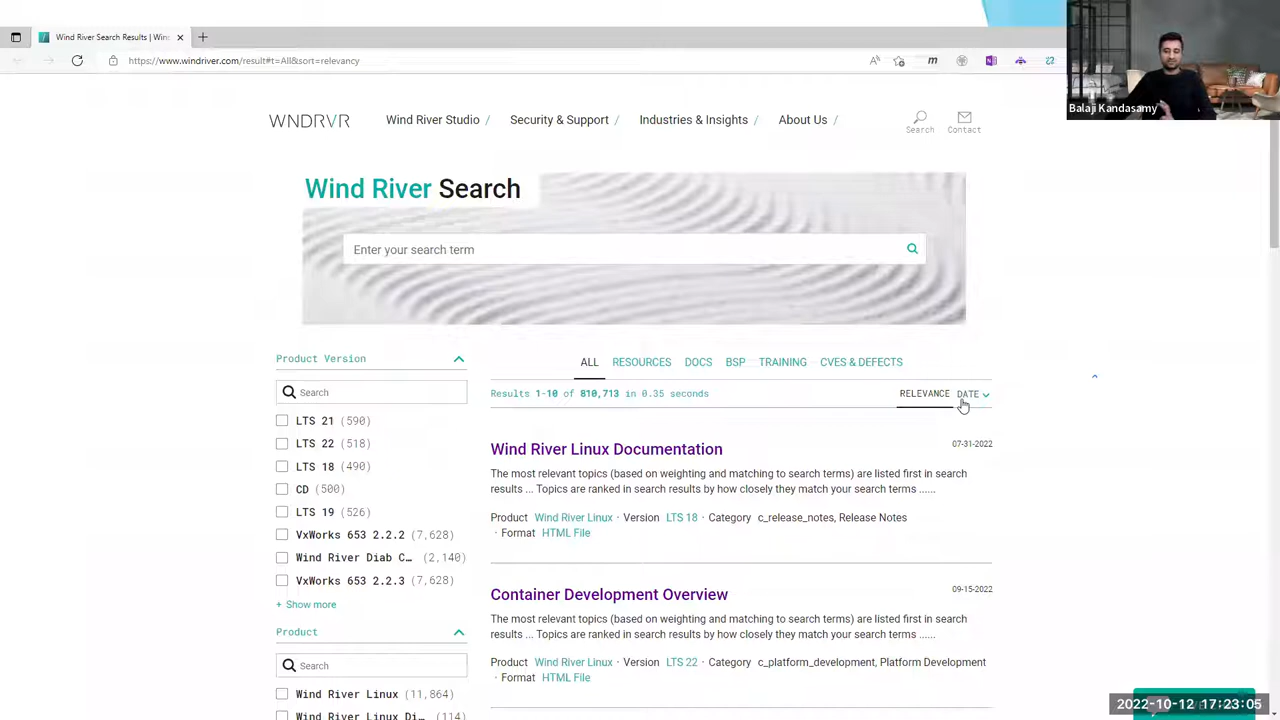 Wind River Search Results | Win
https://www.windriver.com/result#t=All&sort=relevancy
Balaji Kandasamy
WNDRVR
Wind River Studio /
Security & Support /
Industries & Insights /
About Us /
Search
Contact
Wind River Search
Enter your search term
Product Version
Search
LTS 21 (590)
LTS 22 (518)
LTS 18 (490)
CD (500)
LTS 19 (526)
VxWorks 653 2.2.2 (7,628)
Wind River Diab C… (2,140)
VxWorks 653 2.2.3 (7,628)
+ Show more
Product
Search
Wind River Linux (11,864)
Wind River Linux Di… (114)
ALL RESOURCES DOCS BSP TRAINING CVES & DEFECTS
Results 1-10 of 810,713 in 0.35 seconds
RELEVANCE DATE
Wind River Linux Documentation
07-31-2022
The most relevant topics (based on weighting and matching to search terms) are listed first in search
results ... Topics are ranked in search results by how closely they match your search terms ......
Product Wind River Linux · Version LTS 18 · Category c_release_notes, Release Notes
· Format HTML File
Container Development Overview
09-15-2022
The most relevant topics (based on weighting and matching to search terms) are listed first in search
results ... Topics are ranked in search results by how closely they match your search terms ......
Product Wind River Linux · Version LTS 22 · Category c_platform_development, Platform Development
· Format HTML File
2022-10-12 17:23:05